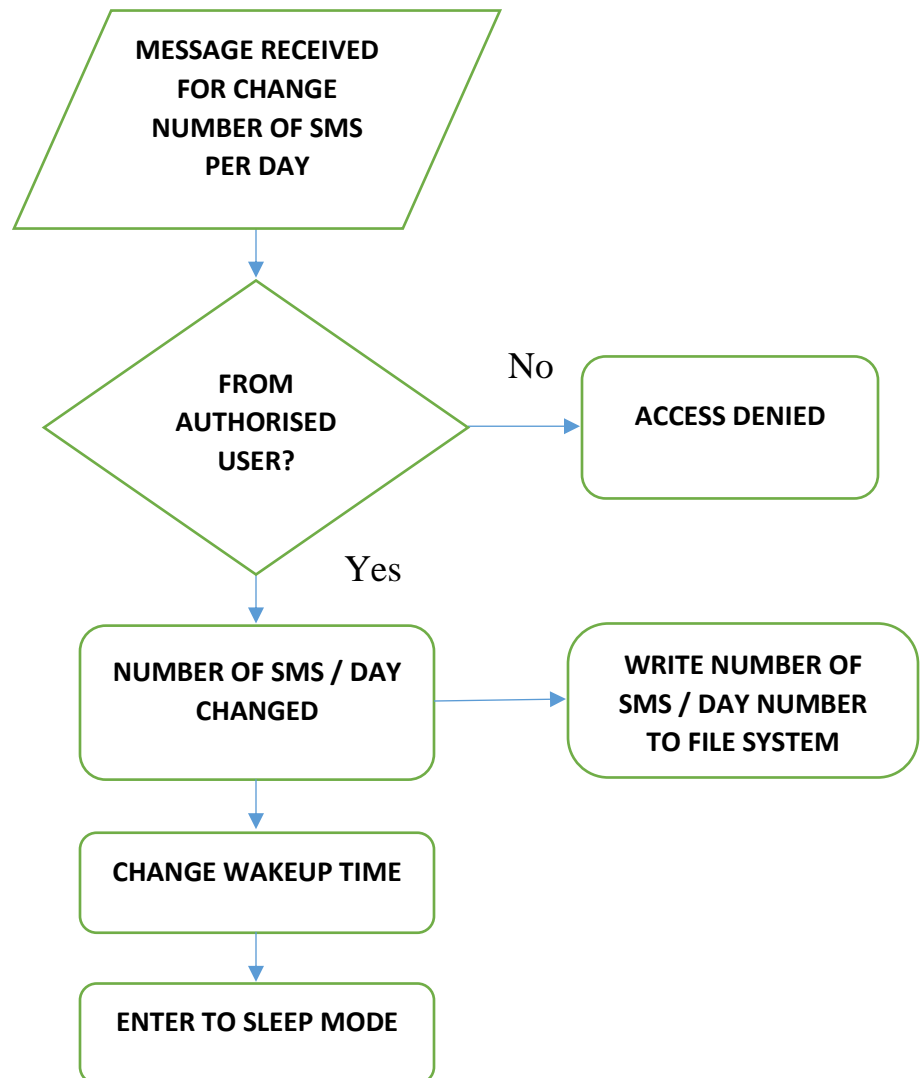 MESSAGE RECEIVED
FOR CHANGE
NUMBER OF SMS
PER DAY
FROM
AUTHORISED
USER?
No
ACCESS DENIED
Yes
NUMBER OF SMS / DAY
CHANGED
WRITE NUMBER OF
SMS / DAY NUMBER
TO FILE SYSTEM
CHANGE WAKEUP TIME
ENTER TO SLEEP MODE